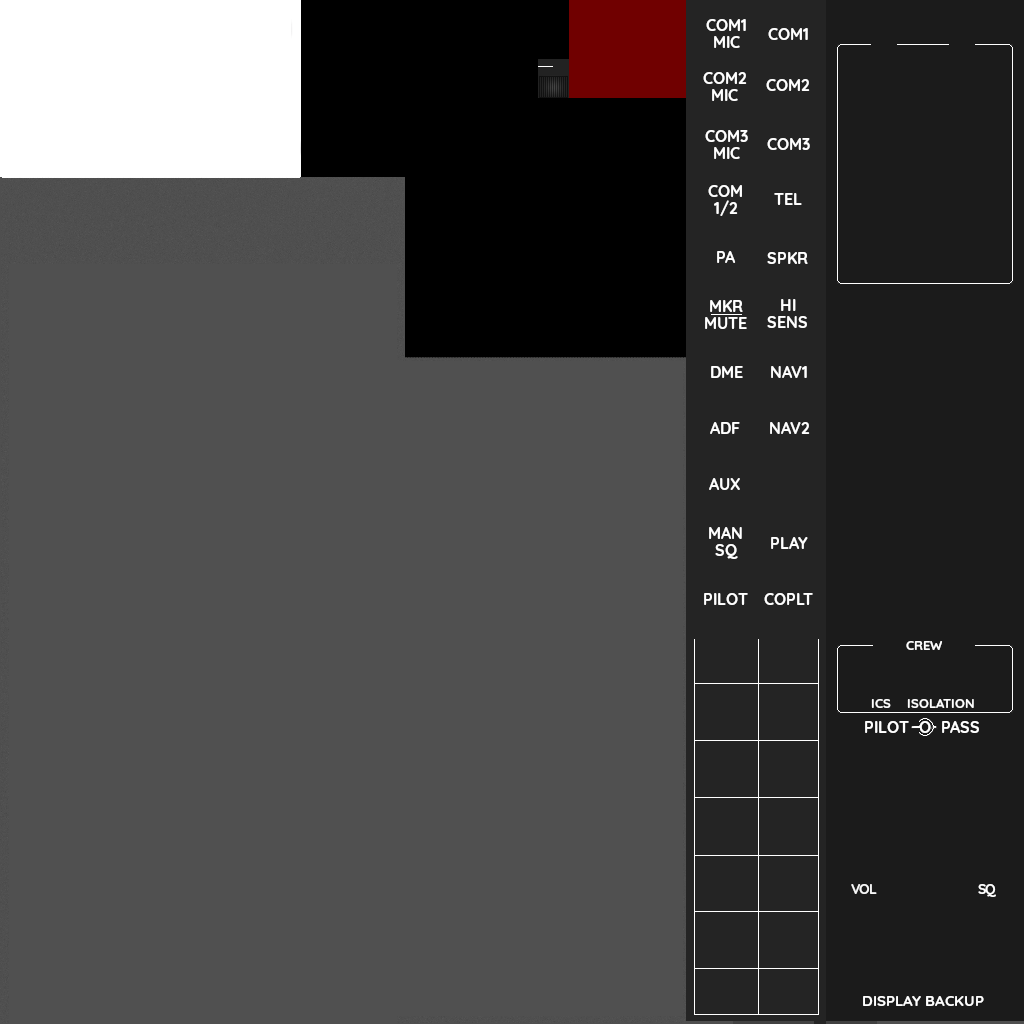 COM1 MIC COM1
COM2 MIC COM2
COM3 MIC COM3
COM 1/2 TEL
PA SPKR
MKR MUTE HI SENS
DME NAV1
ADF NAV2
AUX
MAN SQ PLAY
PILOT COPLT
CREW
ICS ISOLATION
PILOT PASS
VOL SQ
DISPLAY BACKUP